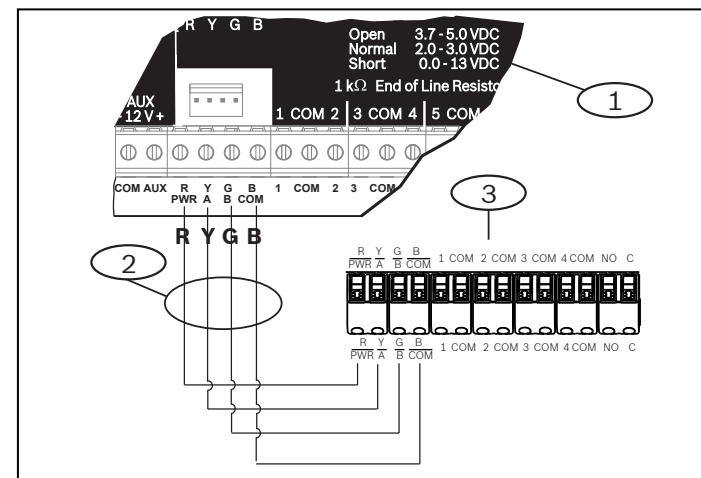 R Y G B
Open 3.7 - 5.0 VDC
Normal 2.0 - 3.0 VDC
Short 0.0 - 13 VDC
1 kΩ End of Line
AUX
- 12 V +
1 COM 2 3 COM 4 5 COM
1
COM AUX R Y G B 1 COM 2 3 COM
PWR A B COM
R Y G B
3
2
R Y G B 1 COM 2 COM 3 COM 4 COM NO C
PWR A B COM
R Y G B 1 COM 2 COM 3 COM 4 COM NO C
PWR A B COM